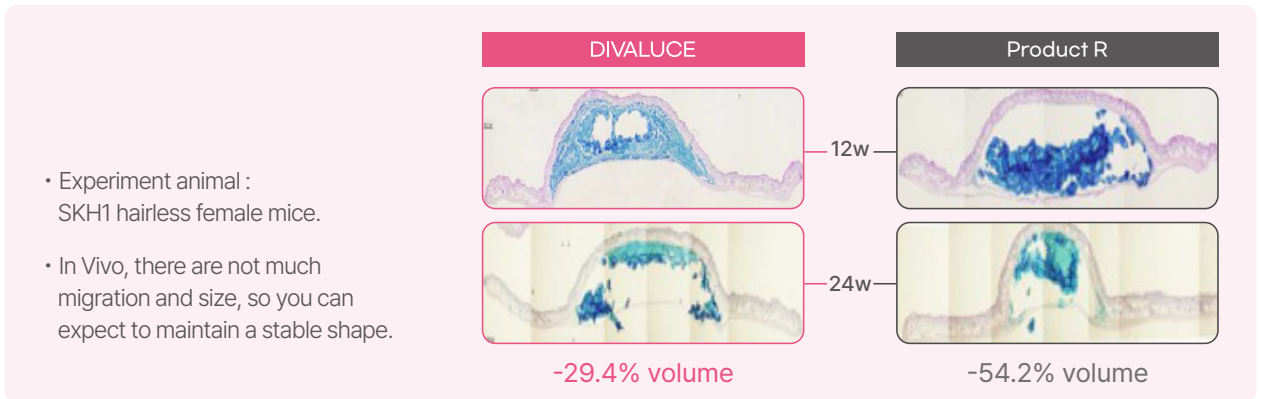 DIVALUCE
Product R
12w
• Experiment animal :
SKH1 hairless female mice.
• In Vivo, there are not much
migration and size, so you can
expect to maintain a stable shape.
24w
-29.4% volume
-54.2% volume